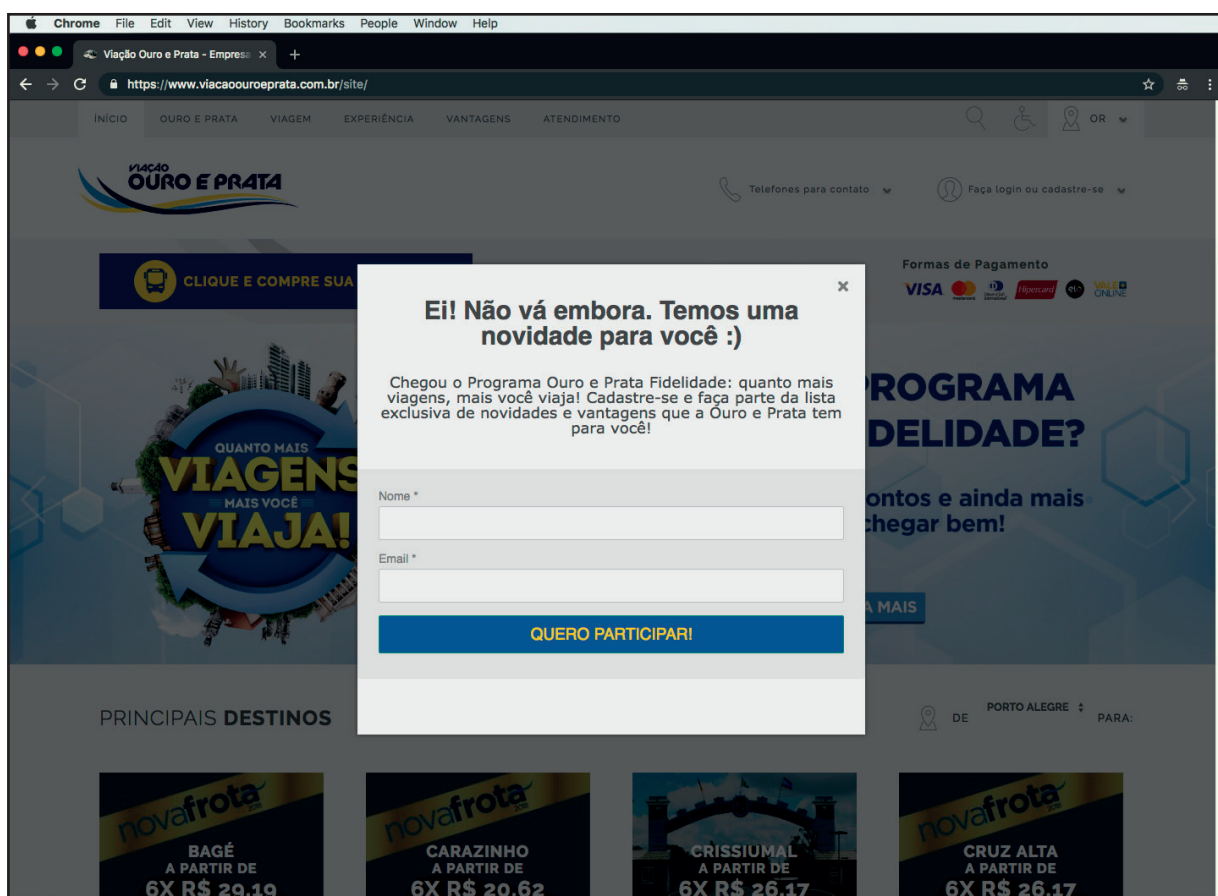 Chrome File Edit View History Bookmarks People Window Help
Viação Ouro e Prata - Empresa
https://www.viacaoouroeprata.com.br/site/
INÍCIO OURO E PRATA VIAGEM EXPERIÊNCIA VANTAGENS ATENDIMENTO OR
VIAÇÃO
OURO E PRATA
Telefones para contato Faça login ou cadastre-se
CLIQUE E COMPRE SUA
Formas de Pagamento
VISA Hipercard elo VALE ONLINE
Ei! Não vá embora. Temos uma
novidade para você :)
Chegou o Programa Ouro e Prata Fidelidade: quanto mais
viagens, mais você viaja! Cadastre-se e faça parte da lista
exclusiva de novidades e vantagens que a Ouro e Prata tem
para você!
Nome *
Email *
QUERO PARTICIPAR!
QUANTO MAIS
VIAGENS
MAIS VOCÊ
VIAJA!
ROGRAMA
DELIDADE?
ontos e ainda mais
chegar bem!
A MAIS
PRINCIPAIS DESTINOS
DE PORTO ALEGRE PARA:
novafrota
BAGÉ
A PARTIR DE
6X R$ 29,19
novafrota
CARAZINHO
A PARTIR DE
6X R$ 20,62
CRISSIUMAL
A PARTIR DE
6X R$ 26,17
novafrota
CRUZ ALTA
A PARTIR DE
6X R$ 26,17